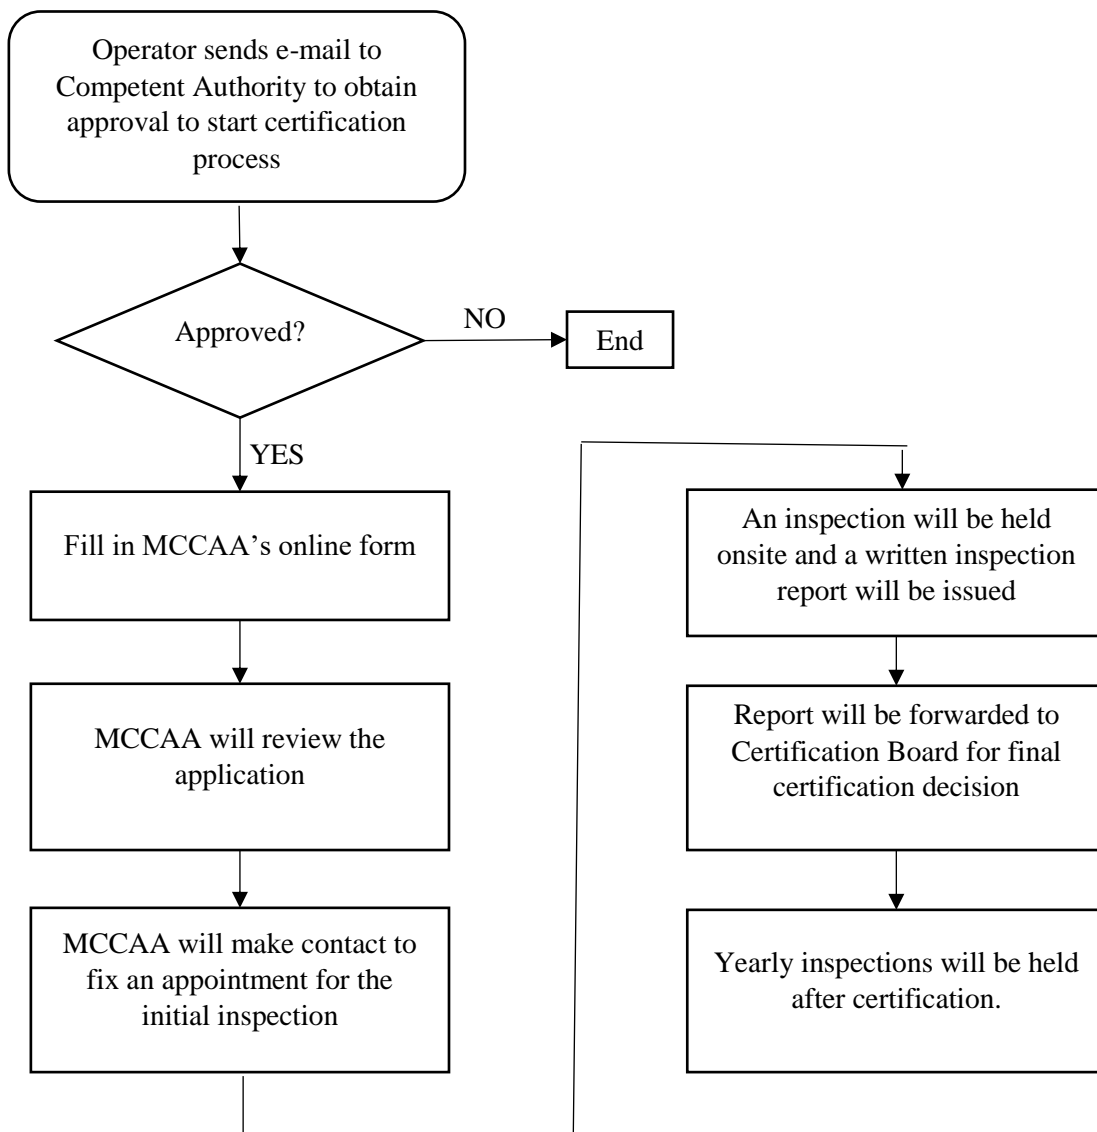 Operator sends e-mail to
Competent Authority to obtain
approval to start certification
process
Approved?
NO
End
YES
Fill in MCCAA’s online form
MCCAA will review the
application
MCCAA will make contact to
fix an appointment for the
initial inspection
An inspection will be held
onsite and a written inspection
report will be issued
Report will be forwarded to
Certification Board for final
certification decision
Yearly inspections will be held
after certification.